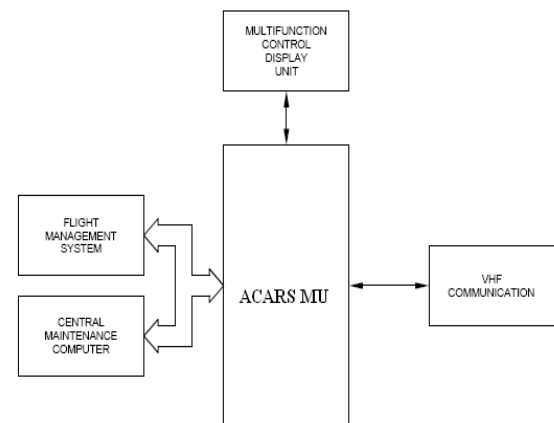 MULTIFUNCTION
CONTROL
DISPLAY
UNIT
FLIGHT
MANAGEMENT
SYSTEM
ACARS MU
VHF
COMMUNICATION
CENTRAL
MAINTENANCE
COMPUTER